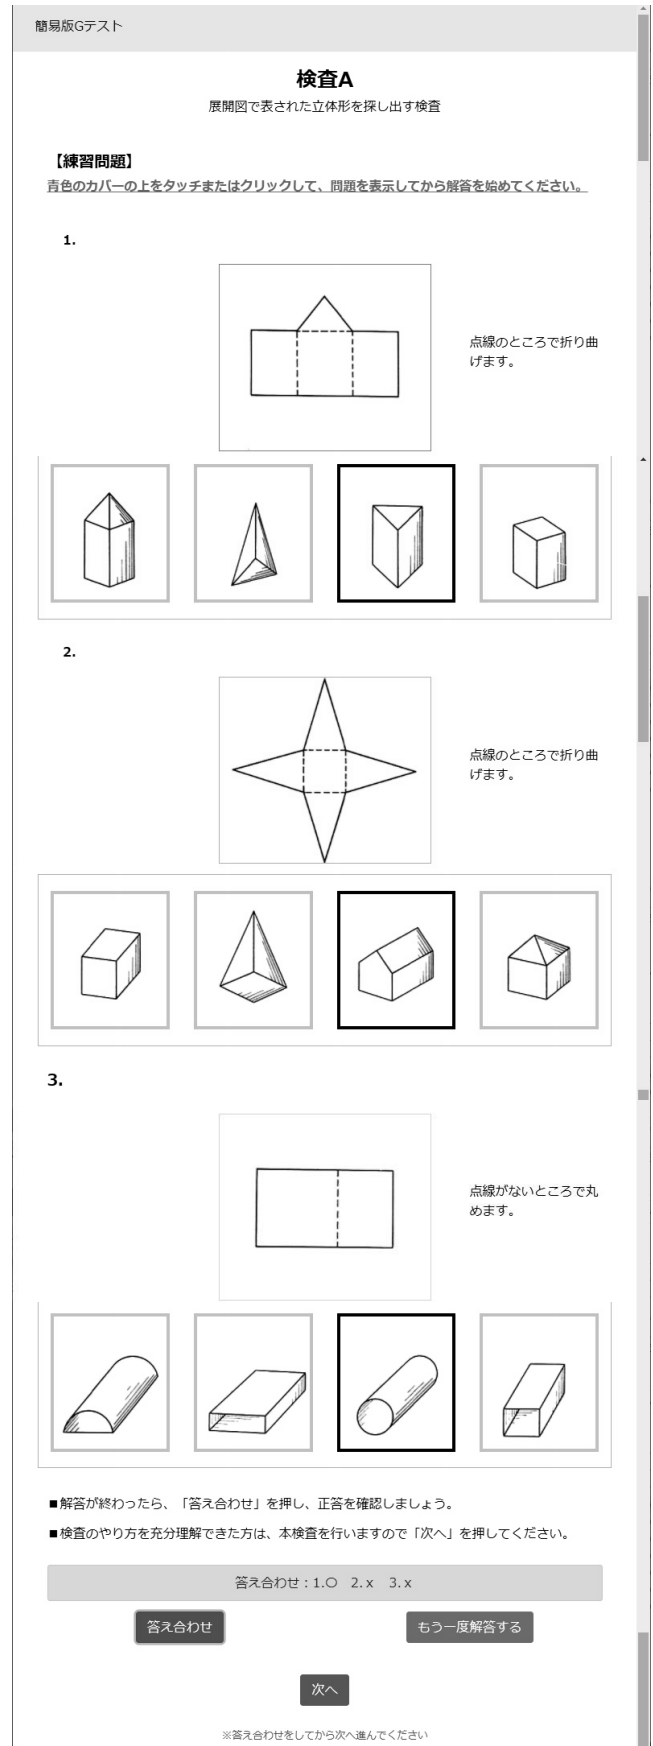 簡易版Gテスト
検査A
展開図で表された立体形を探し出す検査
【練習問題】
青色のカバーの上をタッチまたはクリックして、問題を表示してから解答を始めてください。
1.
点線のところで折り曲
げます。
2.
点線のところで折り曲
げます。
3.
点線がないところで丸
めます。
■解答が終わったら、「答え合わせ」を押し、正答を確認しましょう。
■検査のやり方を充分理解できた方は、本検査を行いますので「次へ」を押してください。
答え合わせ：1.○ 2.x 3.x
答え合わせ
もう一度解答する
次へ
※答え合わせをしてから次へ進んでください